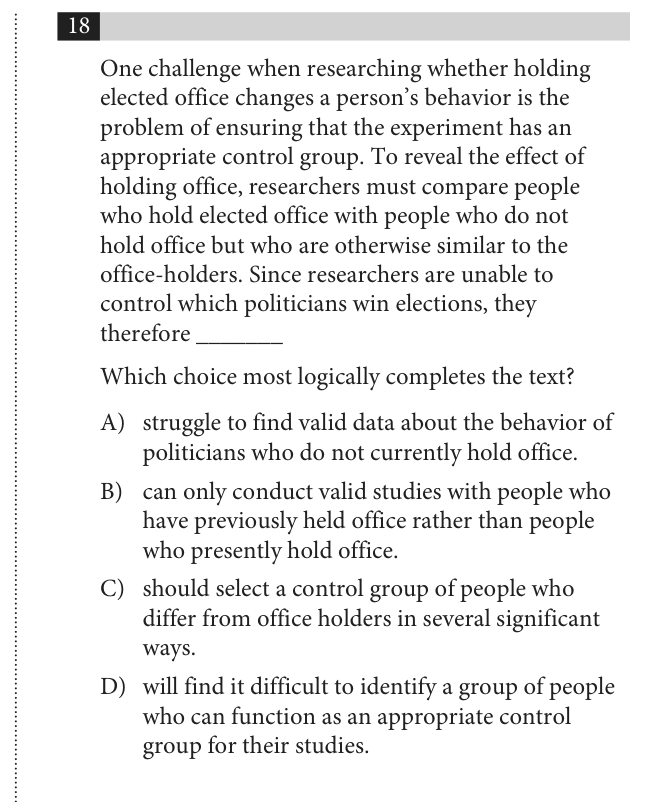 18
One challenge when researching whether holding
elected office changes a person’s behavior is the
problem of ensuring that the experiment has an
appropriate control group. To reveal the effect of
holding office, researchers must compare people
who hold elected office with people who do not
hold office but who are otherwise similar to the
office-holders. Since researchers are unable to
control which politicians win elections, they
therefore _______
Which choice most logically completes the text?
A) struggle to find valid data about the behavior of
politicians who do not currently hold office.
B) can only conduct valid studies with people who
have previously held office rather than people
who presently hold office.
C) should select a control group of people who
differ from office holders in several significant
ways.
D) will find it difficult to identify a group of people
who can function as an appropriate control
group for their studies.